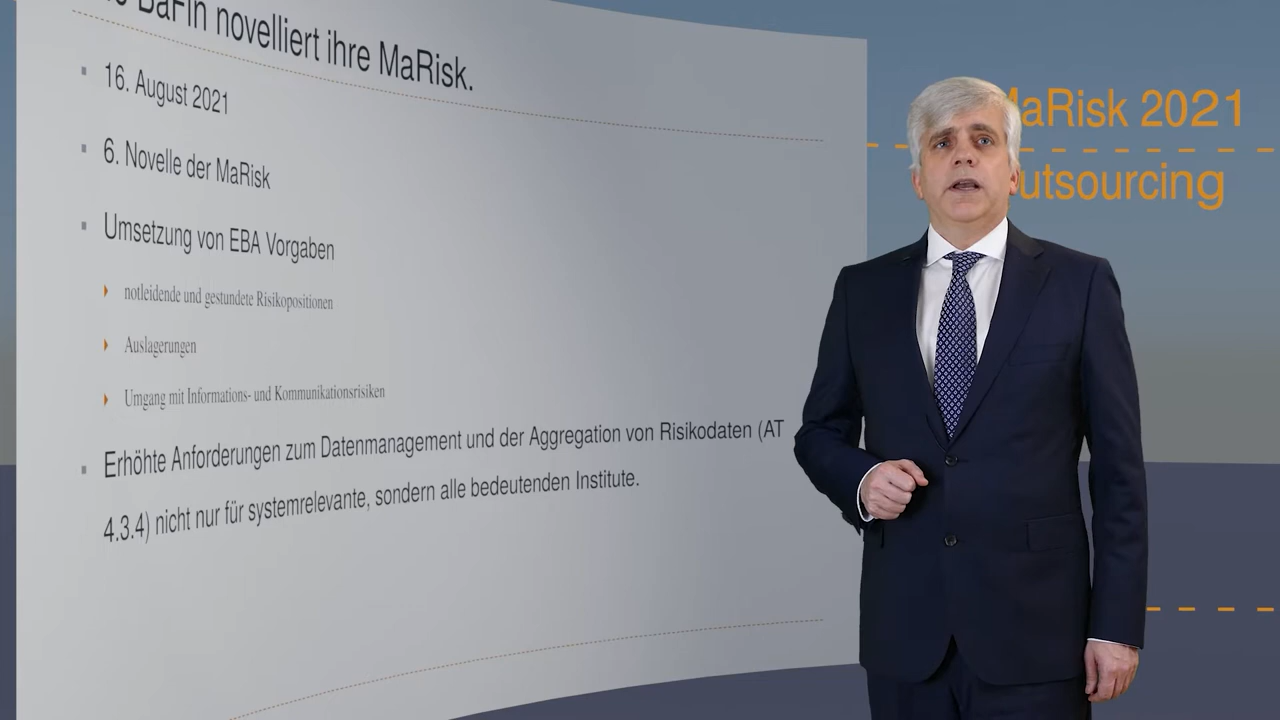 BaFin novelliert ihre MaRisk.
16. August 2021
6. Novelle der MaRisk
Umsetzung von EBA Vorgaben
notleidende und gestundete Risikopositionen
Auslagerungen
Umgang mit Informations- und Kommunikationsrisiken
Erhöhte Anforderungen zum Datenmanagement und der Aggregation von Risikodaten (AT
4.3.4) nicht nur für systemrelevante, sondern alle bedeutenden Institute.
MaRisk 2021
utsourcing